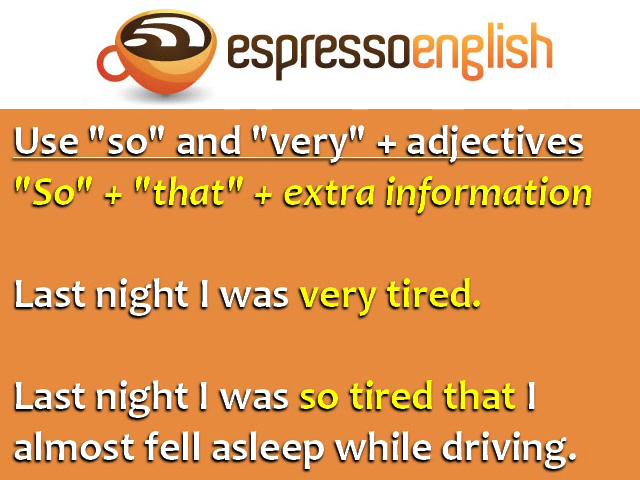 espressoenglish
Use "so" and "very" + adjectives
"So" + "that" + extra information
Last night I was very tired.
Last night I was so tired that I
almost fell asleep while driving.